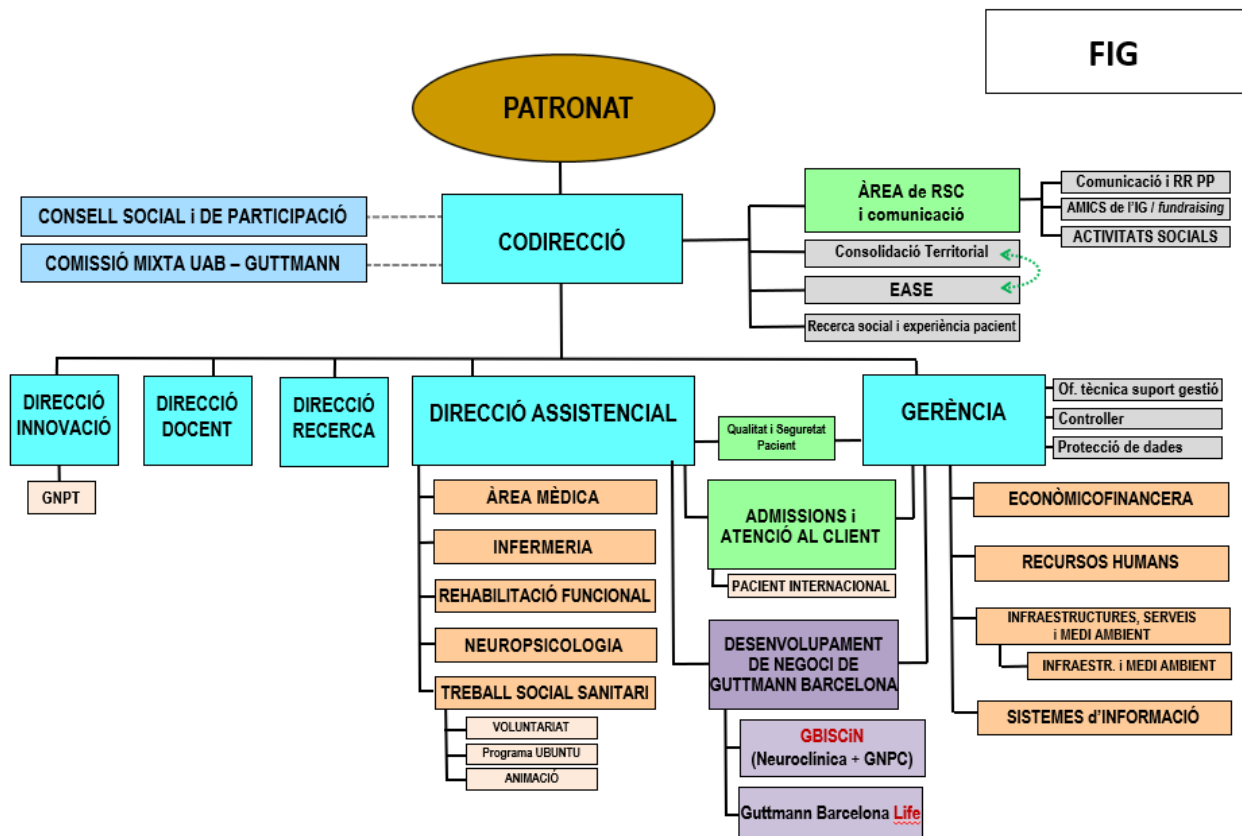 FIG
PATRONAT
CONSELL SOCIAL i DE PARTICIPACIÓ
COMISSIÓ MIXTA UAB – GUTTMANN
CODIRECCIÓ
ÀREA de RSC
i comunicació
Comunicació i RR PP
AMICS de l'IG / fundraising
ACTIVITATS SOCIALS
Consolidació Territorial
EASE
Recerca social i experiència pacient
DIRECCIÓ
INNOVACIÓ
GNPT
DIRECCIÓ
DOCENT
DIRECCIÓ
RECERCA
DIRECCIÓ ASSISTENCIAL
Qualitat i Seguretat
Pacient
GERÈNCIA
Of. tècnica suport gestió
Controller
Protecció de dades
ÀREA MÈDICA
INFERMERIA
REHABILITACIÓ FUNCIONAL
NEUROPSICOLOGIA
TREBALL SOCIAL SANITARI
VOLUNTARIAT
Programa UBUNTU
ANIMACIÓ
ADMISSIONS i
ATENCIÓ AL CLIENT
PACIENT INTERNACIONAL
DESENVOLUPAMENT
DE NEGOCI DE
GUTTMANN BARCELONA
GBISCiN
(Neuroclínica + GNPC)
Guttmann Barcelona Life
ECONÒMICOFINANCERA
RECURSOS HUMANS
INFRAESTRUCTURES, SERVEIS
i MEDI AMBIENT
INFRAESTR. i MEDI AMBIENT
SISTEMES d'INFORMACIÓ